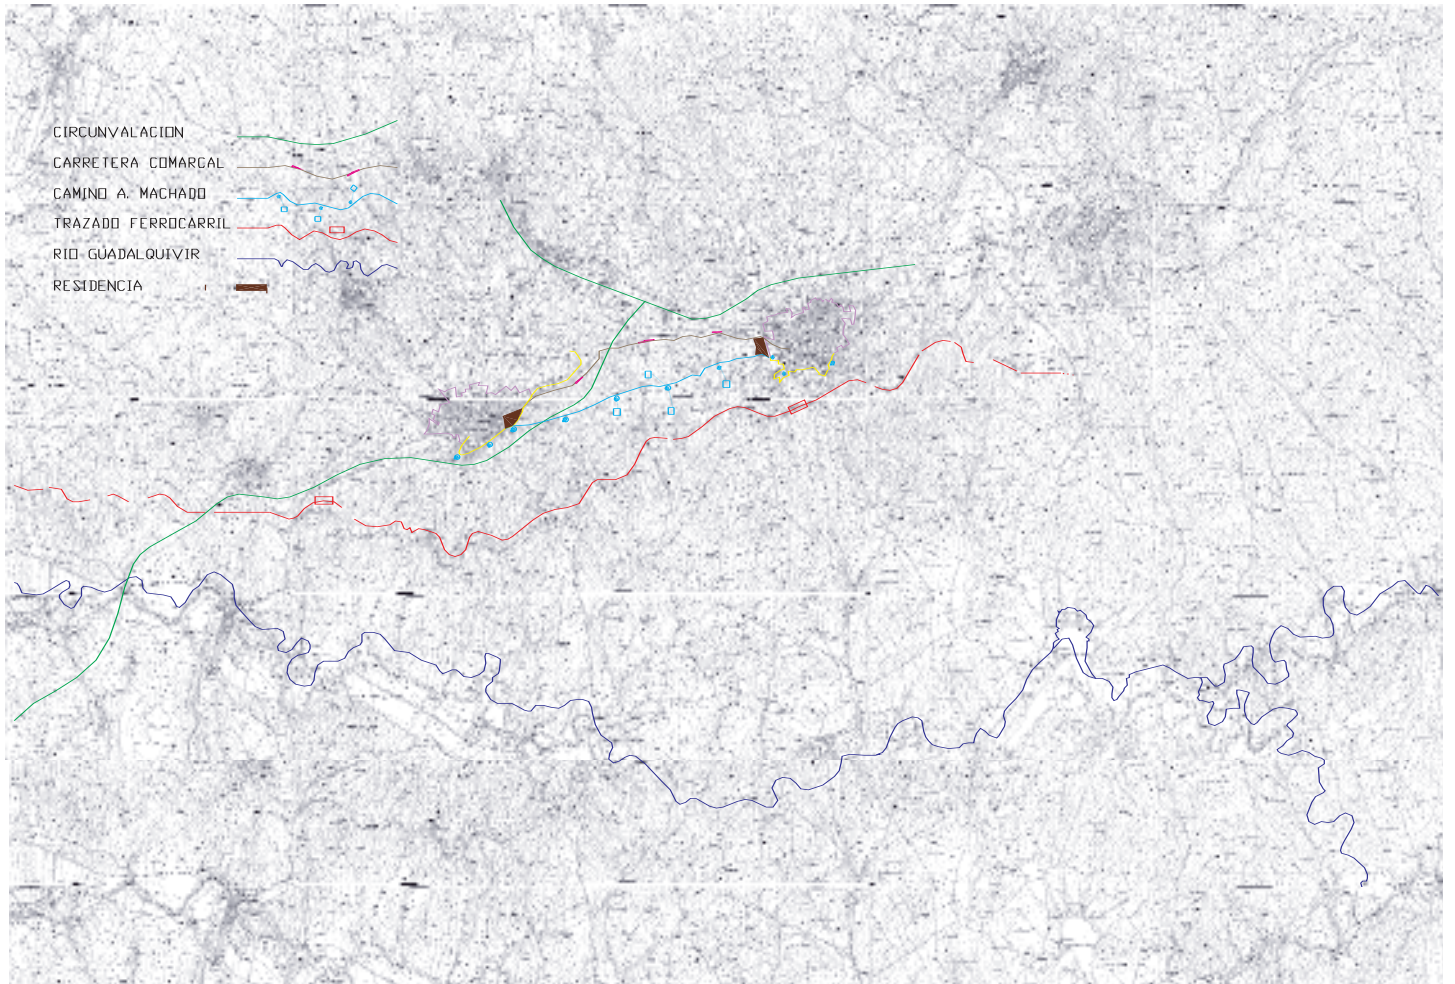 CIRCUNVALACION
CARRETERA COMARCAL
CAMINO A. MACHADO
TRAZADO FERROCARRIL
RIO GUADALQUIVIR
RESIDENCIA